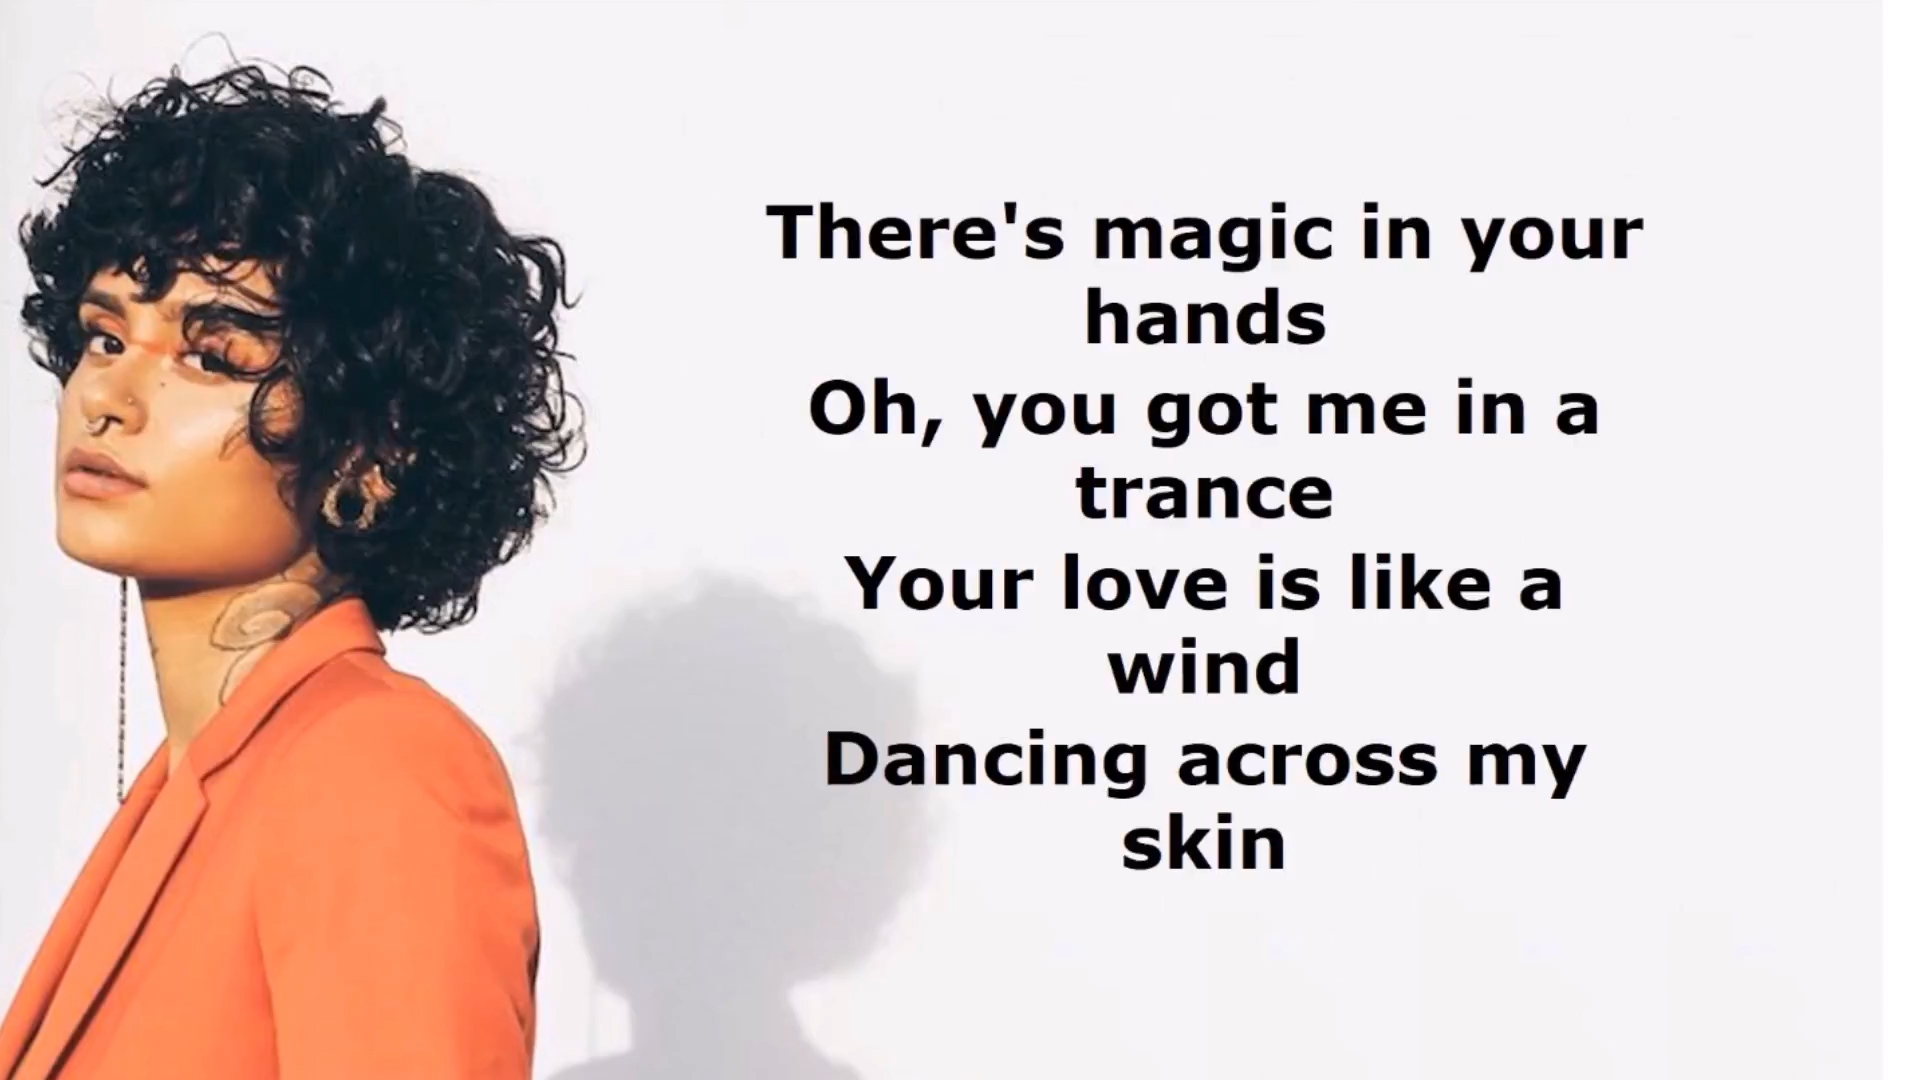 There's magic in your
hands
Oh, you got me in a
trance
Your love is like a
wind
Dancing across my
skin